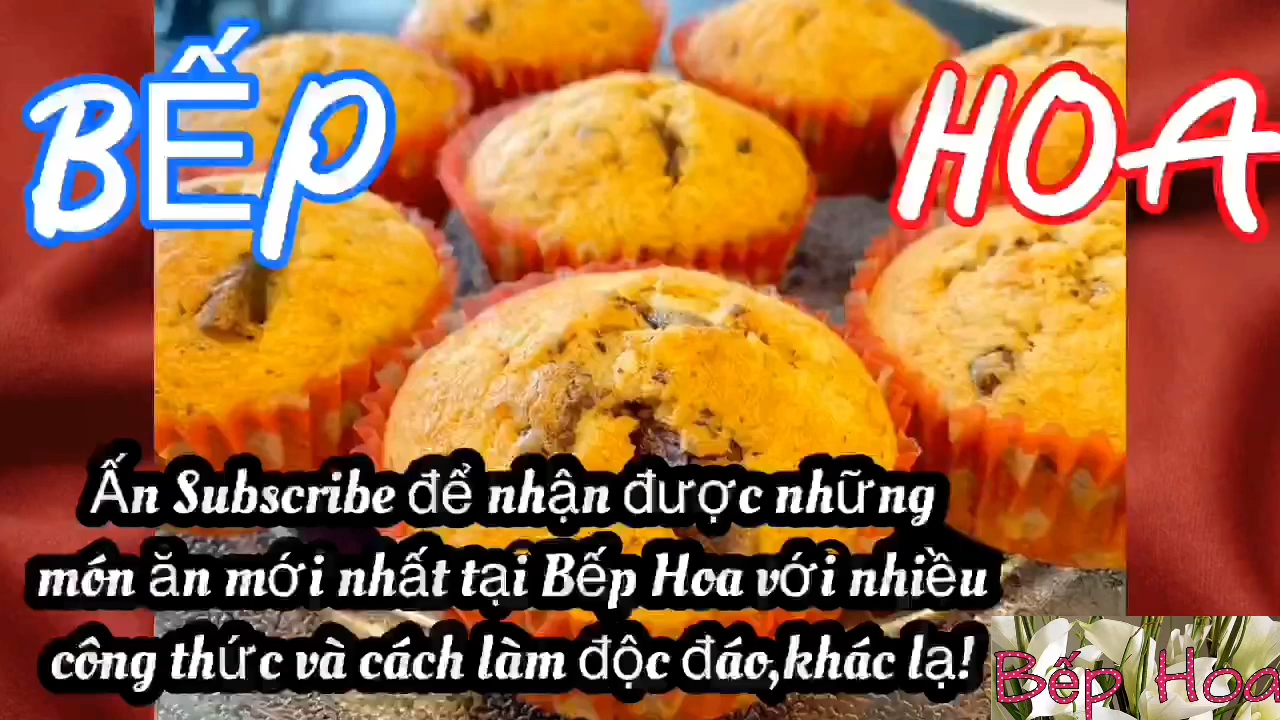 BẾP HOA
Ấn Subscribe để nhận được những
món ăn mới nhất tại Bếp Hoa với nhiều
công thức và cách làm độc đáo,khác lạ!
Bếp Hoa